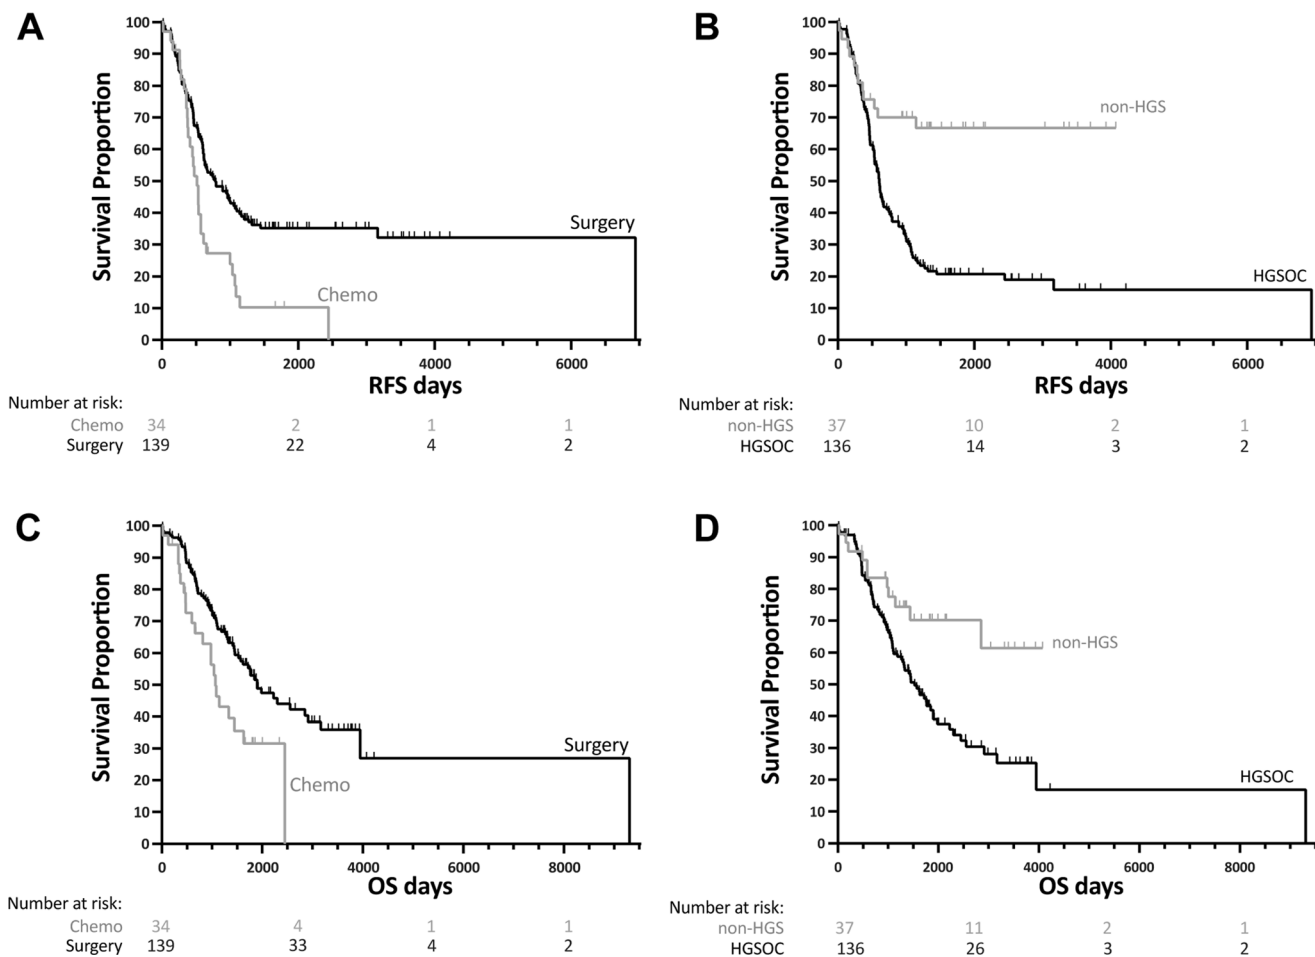 A
Survival Proportion
100
90
80
70
60
50
40
30
20
10
0
Surgery
Chemo
0 2000 4000 6000
RFS days
Number at risk:
Chemo 34 2 1 1
Surgery 139 22 4 2
B
Survival Proportion
100
90
80
70
60
50
40
30
20
10
0
non-HGS
HGSOC
0 2000 4000 6000
RFS days
Number at risk:
non-HGS 37 10 2 1
HGSOC 136 14 3 2
C
Survival Proportion
100
90
80
70
60
50
40
30
20
10
0
Surgery
Chemo
0 2000 4000 6000 8000
OS days
Number at risk:
Chemo 34 4 1 1
Surgery 139 33 4 2
D
Survival Proportion
100
90
80
70
60
50
40
30
20
10
0
non-HGS
HGSOC
0 2000 4000 6000 8000
OS days
Number at risk:
non-HGS 37 11 2 1
HGSOC 136 26 3 2